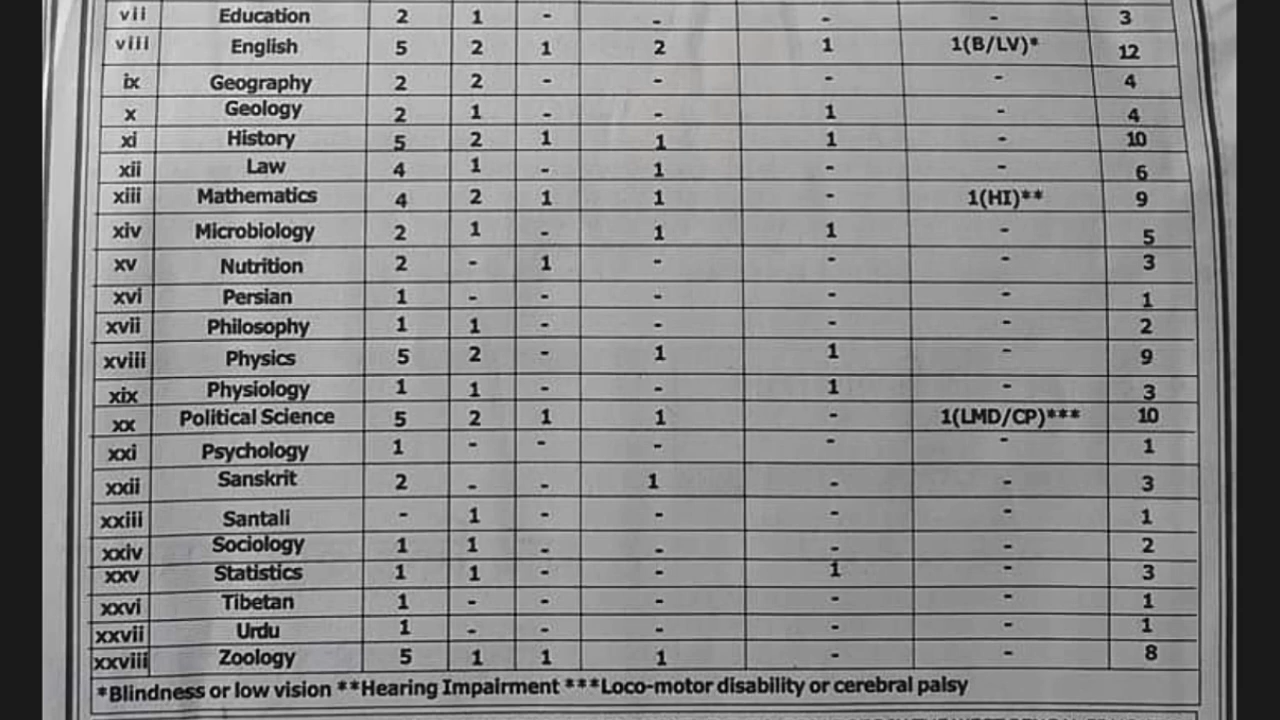 vii Education 2 1 - - - - 3
viii English 5 2 1 2 1 1(B/LV)* 12
ix Geography 2 2 - - - - 4
x Geology 2 1 - - 1 - 4
xi History 5 2 1 1 1 - 10
xii Law 4 1 - 1 - - 6
xiii Mathematics 4 2 1 1 - 1(HI)** 9
xiv Microbiology 2 1 - 1 1 - 5
xv Nutrition 2 - 1 - - - 3
xvi Persian 1 - - - - - 1
xvii Philosophy 1 1 - - - - 2
xviii Physics 5 2 - 1 1 - 9
xix Physiology 1 1 - - 1 - 3
xx Political Science 5 2 1 1 - 1(LMD/CP)*** 10
xxi Psychology 1 - - - - - 1
xxii Sanskrit 2 - - 1 - - 3
xxiii Santali - 1 - - - - 1
xxiv Sociology 1 1 - - - - 2
xxv Statistics 1 1 - - 1 - 3
xxvi Tibetan 1 - - - - - 1
xxvii Urdu 1 - - - - - 1
xxviii Zoology 5 1 1 1 - - 8
*Blindness or low vision **Hearing Impairment ***Loco-motor disability or cerebral palsy